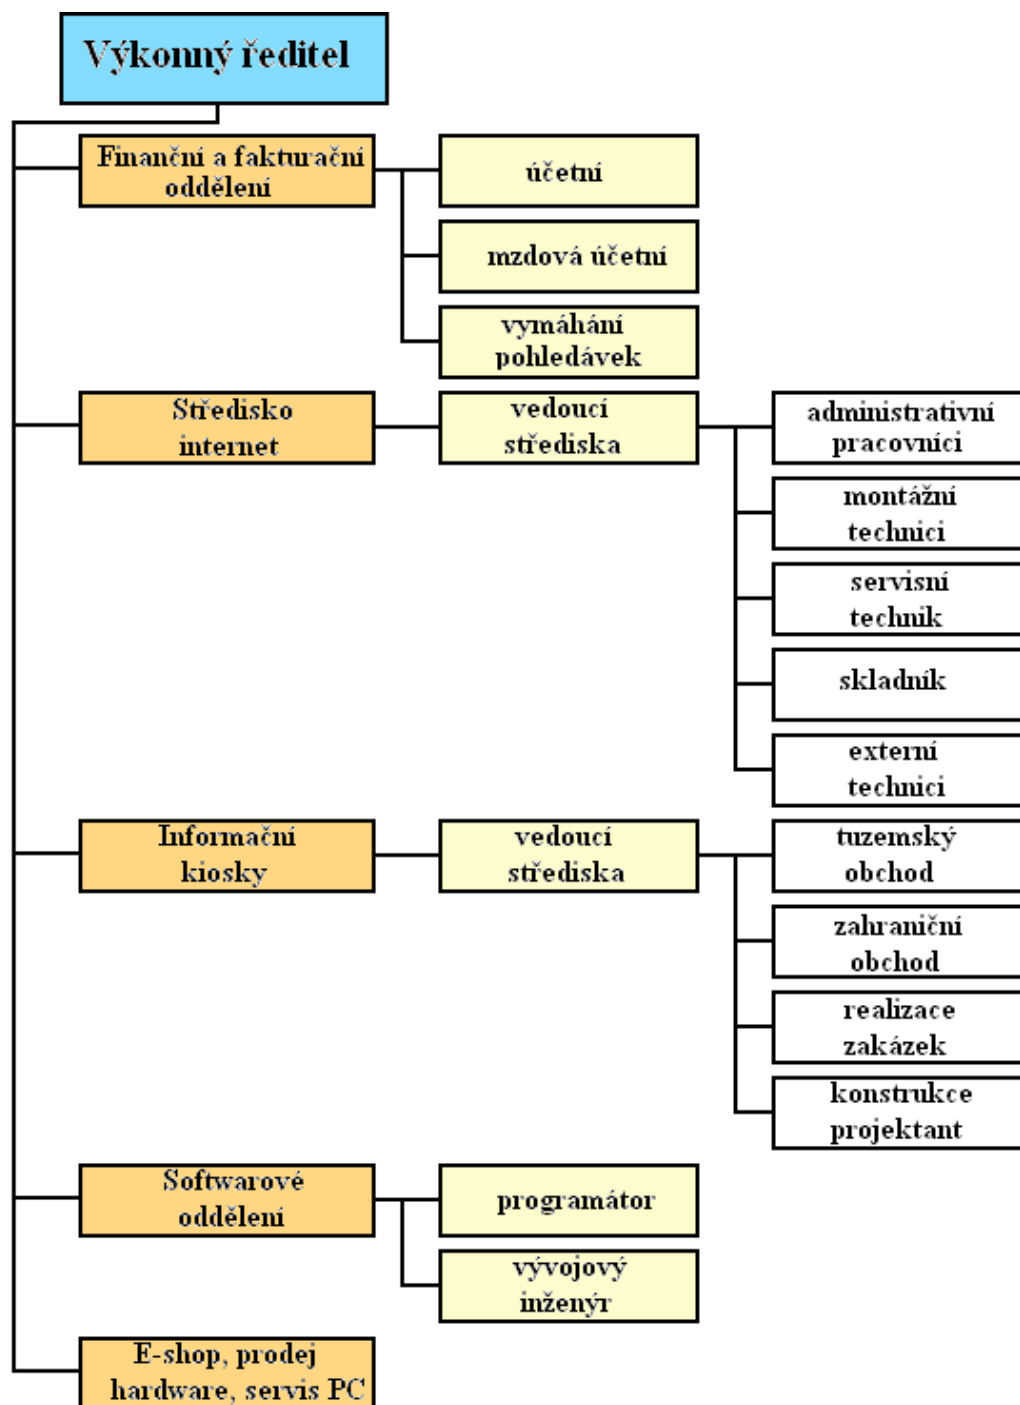 Výkonný ředitel
Finanční a fakturační
oddělení
účetní
mzdová účetní
vymáhání
pohledávek
Středisko
internet
vedoucí
střediska
administrativní
pracovníci
montážní
technici
servisní
technik
skladník
externí
technici
Informační
kiosky
vedoucí
střediska
tuzemský
obchod
zahraniční
obchod
realizace
zakázek
konstrukce
projektant
Softwarové
oddělení
programátor
vývojový
inženýr
E-shop, prodej
hardware, servis PC